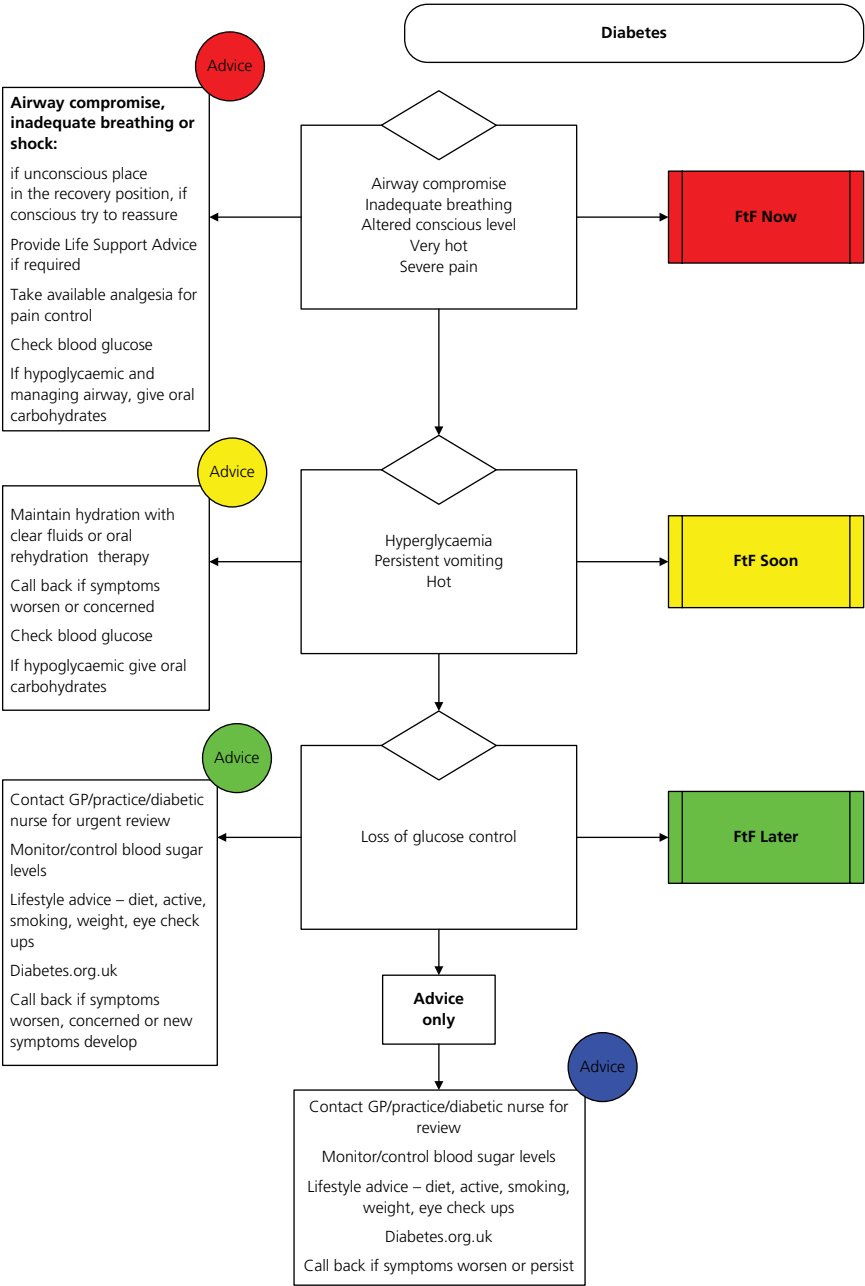 Diabetes
Advice
Airway compromise,
inadequate breathing or
shock:
if unconscious place
in the recovery position, if
conscious try to reassure
Provide Life Support Advice
if required
Take available analgesia for
pain control
Check blood glucose
If hypoglycaemic and
managing airway, give oral
carbohydrates
Airway compromise
Inadequate breathing
Altered conscious level
Very hot
Severe pain
FtF Now
Advice
Maintain hydration with
clear fluids or oral
rehydration therapy
Call back if symptoms
worsen or concerned
Check blood glucose
If hypoglycaemic give oral
carbohydrates
Hyperglycaemia
Persistent vomiting
Hot
FtF Soon
Advice
Contact GP/practice/diabetic
nurse for urgent review
Monitor/control blood sugar
levels
Lifestyle advice – diet, active,
smoking, weight, eye check
ups
Diabetes.org.uk
Call back if symptoms
worsen, concerned or new
symptoms develop
Loss of glucose control
FtF Later
Advice
only
Advice
Contact GP/practice/diabetic nurse for
review
Monitor/control blood sugar levels
Lifestyle advice – diet, active, smoking,
weight, eye check ups
Diabetes.org.uk
Call back if symptoms worsen or persist